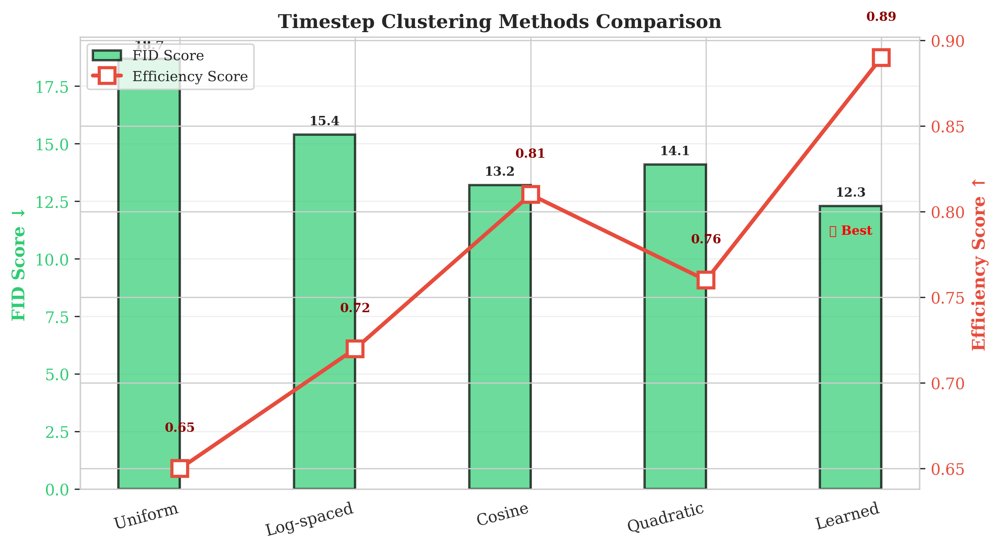 Timestep Clustering Methods Comparison
FID Score
Efficiency Score
FID Score ↓
17.5
15.0
12.5
10.0
7.5
5.0
2.5
0.0
Efficiency Score ↑
0.90
0.85
0.80
0.75
0.70
0.65
18.7
15.4
13.2
14.1
12.3
Best
0.65
0.72
0.81
0.76
0.89
Uniform
Log-spaced
Cosine
Quadratic
Learned